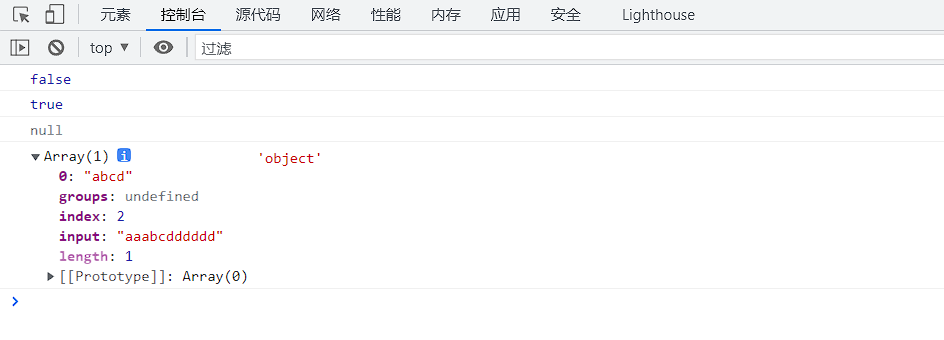 元素 控制台 源代码 网络 性能 内存 应用 安全 Lighthouse
top ▼ 过滤
false
true
null
▼Array(1) i 'object'
0: "abcd"
groups: undefined
index: 2
input: "aaabcdddddd"
length: 1
▶[[Prototype]]: Array(0)
>